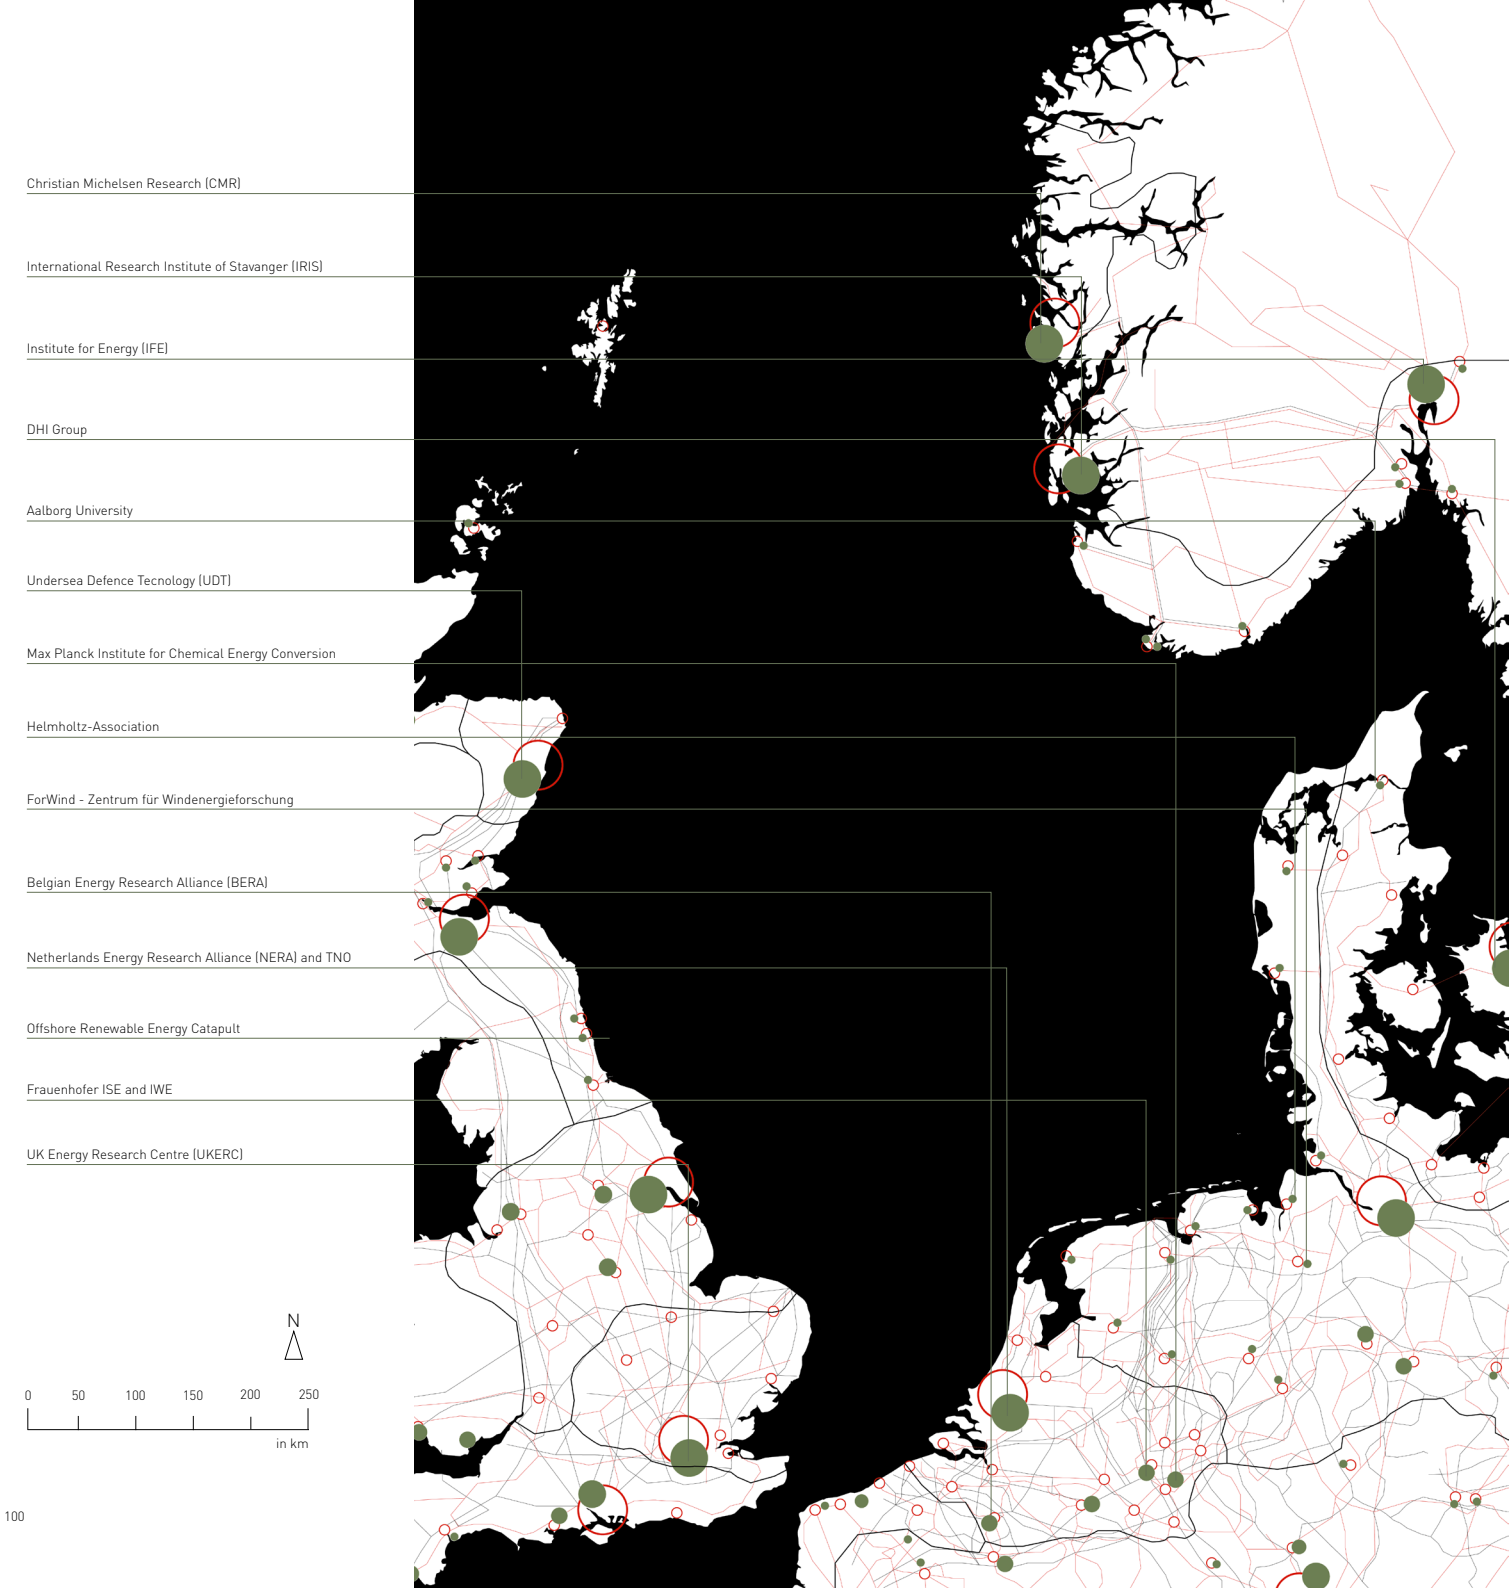 Christian Michelsen Research (CMR)
International Research Institute of Stavanger (IRIS)
Institute for Energy (IFE)
DHI Group
Aalborg University
Undersea Defence Tecnology (UDT)
Max Planck Institute for Chemical Energy Conversion
Helmholtz-Association
ForWind - Zentrum für Windenergieforschung
Belgian Energy Research Alliance (BERA)
Netherlands Energy Research Alliance (NERA) and TNO
Offshore Renewable Energy Catapult
Frauenhofer ISE and IWE
UK Energy Research Centre (UKERC)
N
0 50 100 150 200 250
in km
100